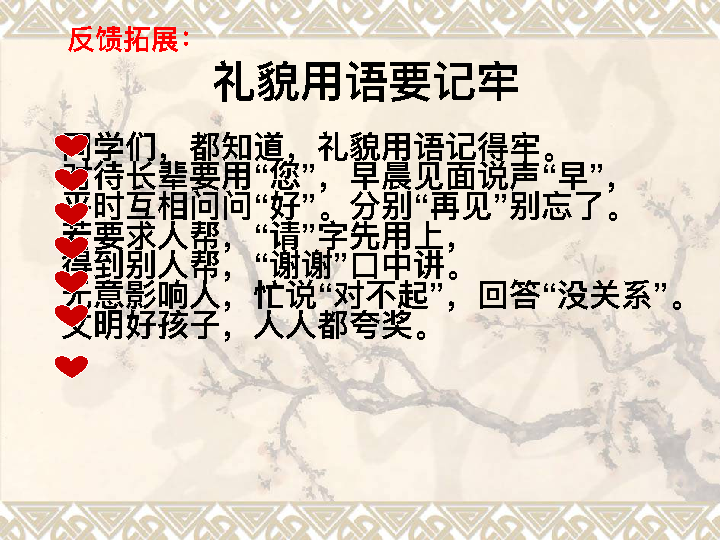 反馈拓展：
礼貌用语要记牢
同学们，都知道，礼貌用语记得牢。
对待长辈要用“您”，早晨见面说声“早”，
平时互相问问“好”。分别“再见”别忘了。
若要求人帮，“请”字先用上，
得到别人帮，“谢谢”口中讲。
无意影响人，忙说“对不起”，回答“没关系”。
文明好孩子，人人都夸奖。